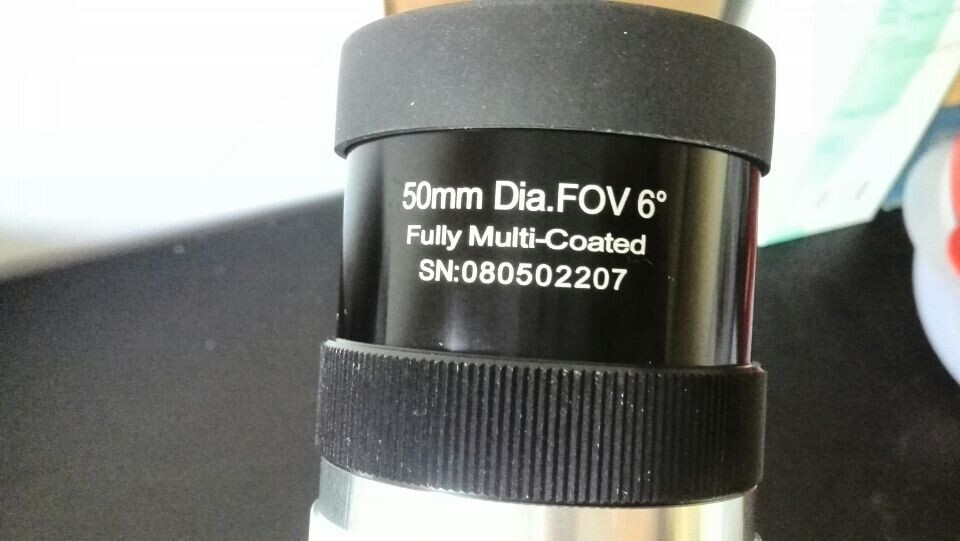 50mm Dia.FOV 6°
Fully Multi-Coated
SN:080502207